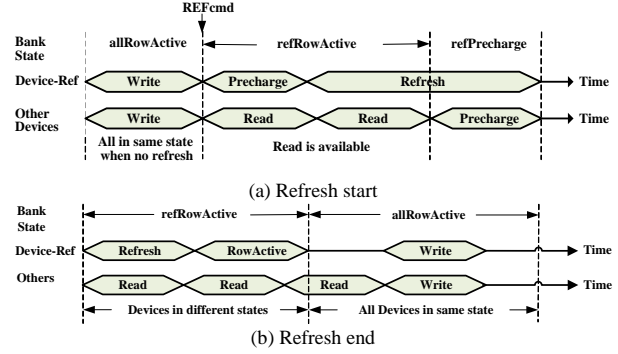 REFcmd
Bank State allRowActive refRowActive refPrecharge
Device-Ref Write Precharge Refresh Time
Other Devices Write Read Read Precharge Time
All in same state when no refresh Read is available
(a) Refresh start
Bank State refRowActive allRowActive
Device-Ref Refresh RowActive Write Time
Others Read Read Read Write Time
Devices in different states All Devices in same state
(b) Refresh end